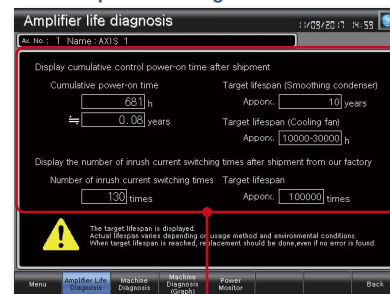 Amplifier life diagnosis
11/09/2017 14:59
Ax. No.: 1 Name:AXIS 1
Display cumulative control power-on time after shipment
Cumulative power-on time
Target lifespan (Smoothing condenser)
681 h
Apporx. 10 years
≒ 0.08 years
Target lifespan (Cooling fan)
Apporx. 10000-30000 h
Display the number of inrush current switching times after shipment from our factory
Number of inrush current switching times
Target lifespan
130 times
Apporx. 100000 times
The target lifespan is displayed.
Actual lifespan varies depending on usage method and environmental conditions.
When target lifespan is reached, replacement should be done,even if no error is found.
Menu
Amplifier Life
Diagnosis
Machine
Diagnosis
Machine
Diagnosis
(Graph)
Power
Monitor
Back